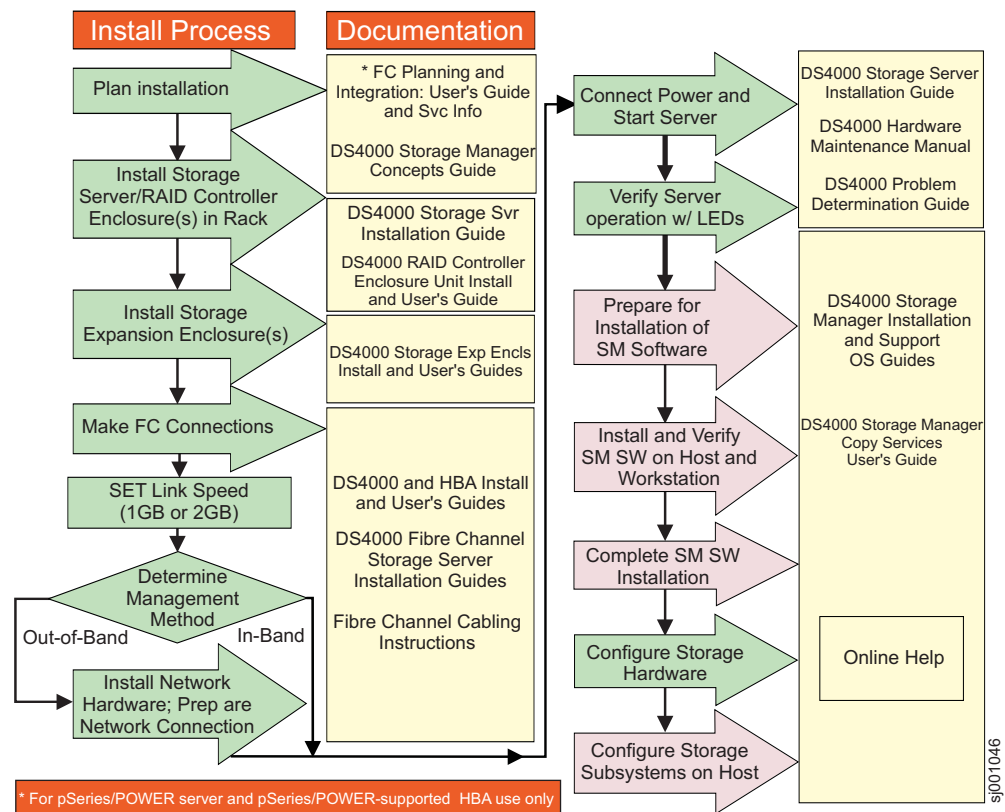 Install Process
Documentation
Plan installation
* FC Planning and
Integration: User's Guide
and Svc Info
DS4000 Storage Manager
Concepts Guide
Install Storage
Server/RAID Controller
Enclosure(s) in Rack
DS4000 Storage Svr
Installation Guide
DS4000 RAID Controller
Enclosure Unit Install
and User's Guide
Install Storage
Expansion Enclosure(s)
DS4000 Storage Exp Encls
Install and User's Guides
Make FC Connections
SET Link Speed
(1GB or 2GB)
Determine
Management
Method
Out-of-Band
In-Band
Install Network
Hardware; Prep are
Network Connection
DS4000 and HBA Install
and User's Guides
DS4000 Fibre Channel
Storage Server
Installation Guides
Fibre Channel Cabling
Instructions
* For pSeries/POWER server and pSeries/POWER-supported HBA use only
Connect Power and
Start Server
DS4000 Storage Server
Installation Guide
DS4000 Hardware
Maintenance Manual
DS4000 Problem
Determination Guide
Verify Server
operation w/ LEDs
Prepare for
Installation of
SM Software
DS4000 Storage
Manager Installation
and Support
OS Guides
Install and Verify
SM SW on Host and
Workstation
DS4000 Storage Manager
Copy Services
User's Guide
Complete SM SW
Installation
Configure Storage
Hardware
Online Help
Configure Storage
Subsystems on Host
sj001046